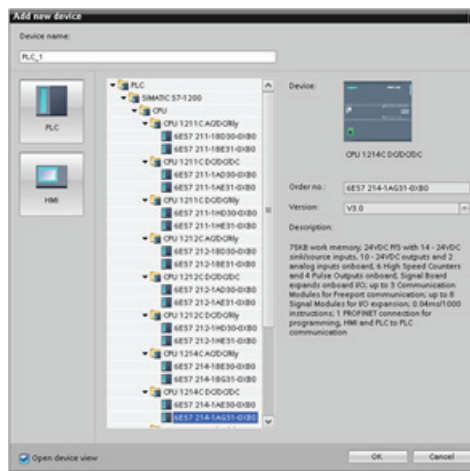 Add new device
Device name:
PLC_1
PLC
HMI
PLC
SIMATIC S7-1200
CPU
CPU 1211C AC/DC/Rly
6ES7 211-1BD30-0XB0
6ES7 211-1BE31-0XB0
CPU 1211C DC/DC/DC
6ES7 211-1AD30-0XB0
6ES7 211-1AE31-0XB0
CPU 1211C DC/DC/Rly
6ES7 211-1HD30-0XB0
6ES7 211-1HE31-0XB0
CPU 1212C AC/DC/Rly
6ES7 212-1BD30-0XB0
6ES7 212-1BE31-0XB0
CPU 1212C DC/DC/DC
6ES7 212-1AD30-0XB0
6ES7 212-1AE31-0XB0
CPU 1212C DC/DC/Rly
6ES7 212-1HD30-0XB0
6ES7 212-1HE31-0XB0
CPU 1214C AC/DC/Rly
6ES7 214-1BE30-0XB0
6ES7 214-1BG31-0XB0
CPU 1214C DC/DC/DC
6ES7 214-1AE30-0XB0
6ES7 214-1AG31-0XB0
Device:
CPU 1214C DC/DC/DC
Order no.: 6ES7 214-1AG31-0XB0
Version: V3.0
Description:
75KB work memory; 24VDC P/S with 14 - 24VDC
sink/source inputs, 10 - 24VDC outputs and 2
analog inputs onboard; 6 High Speed Counters
and 4 Pulse Outputs onboard; Signal Board
expands onboard I/O; up to 3 Communication
Modules for Freeport communication; up to 8
Signal Modules for I/O expansion; 0.04ms/1000
instructions; 1 PROFINET connection for
programming, HMI and PLC to PLC
communication
Open device view
OK
Cancel